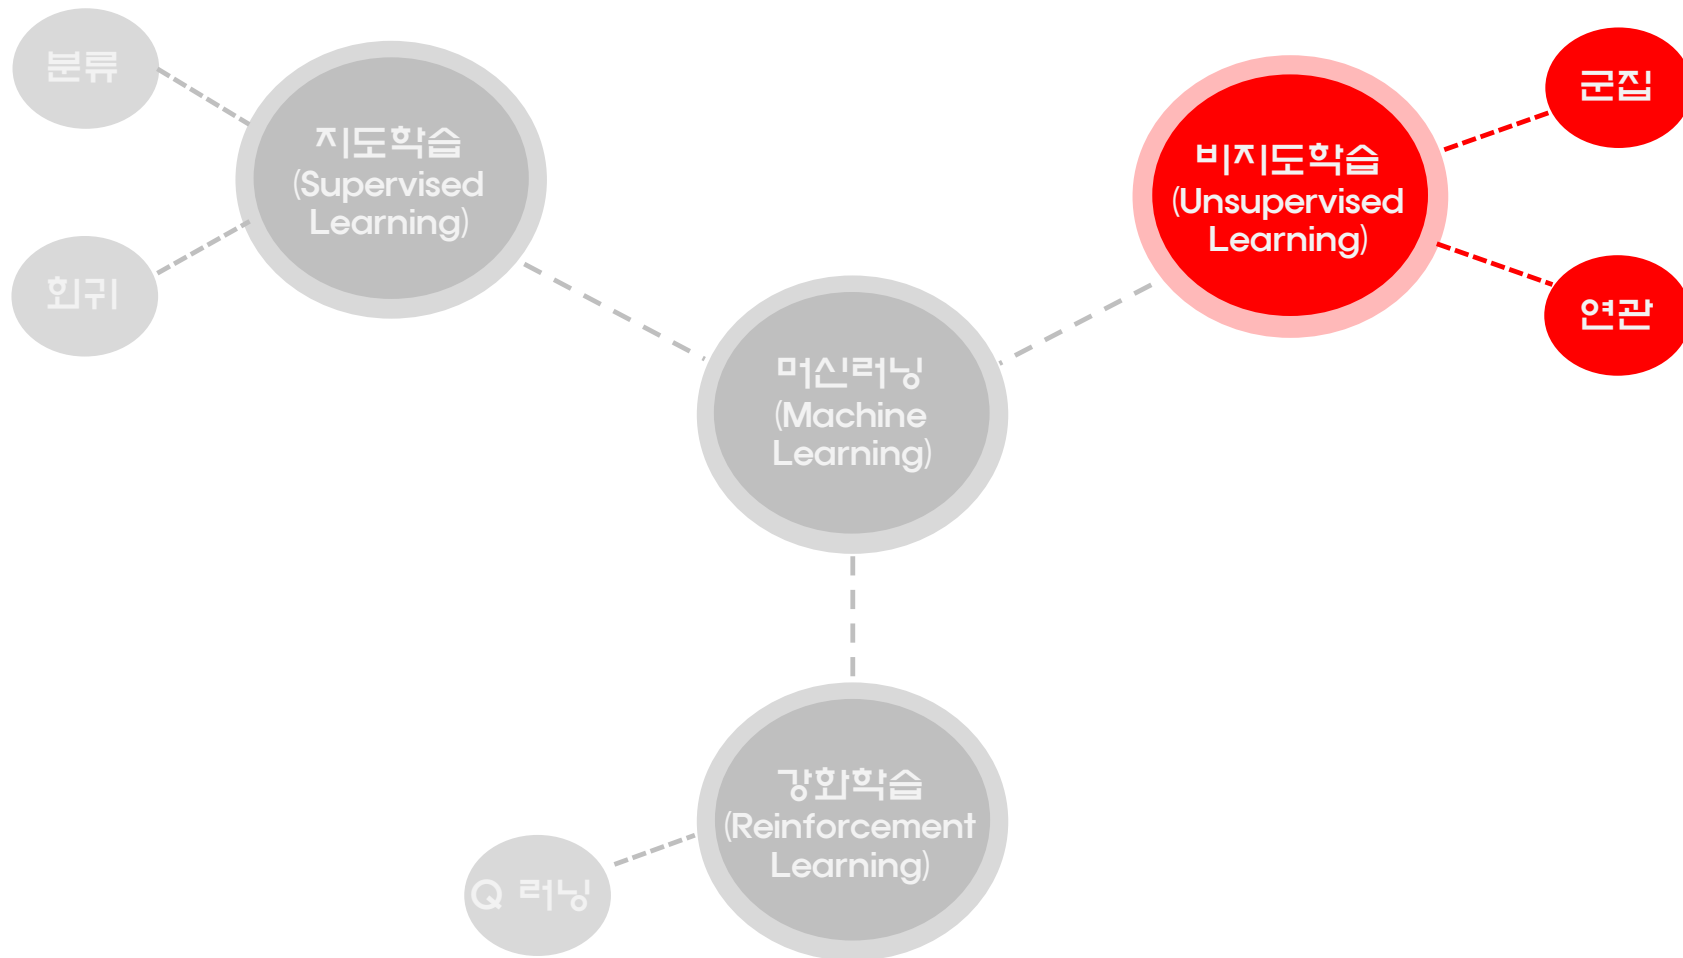 분류
지도학습
(Supervised
Learning)
회귀
비지도학습
(Unsupervised
Learning)
군집
연관
머신러닝
(Machine
Learning)
강화학습
(Reinforcement
Learning)
Q 러닝